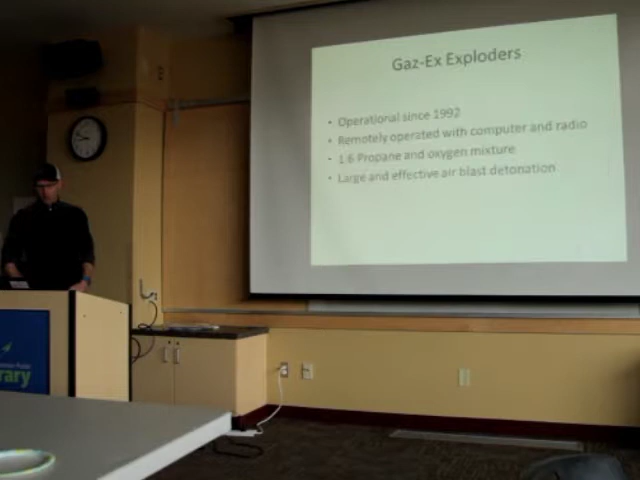 Gaz-Ex Exploders
• Operational since 1992
• Remotely operated with computer and radio
• 1.6 Propane and oxygen mixture
• Large and effective air blast detonation
rary